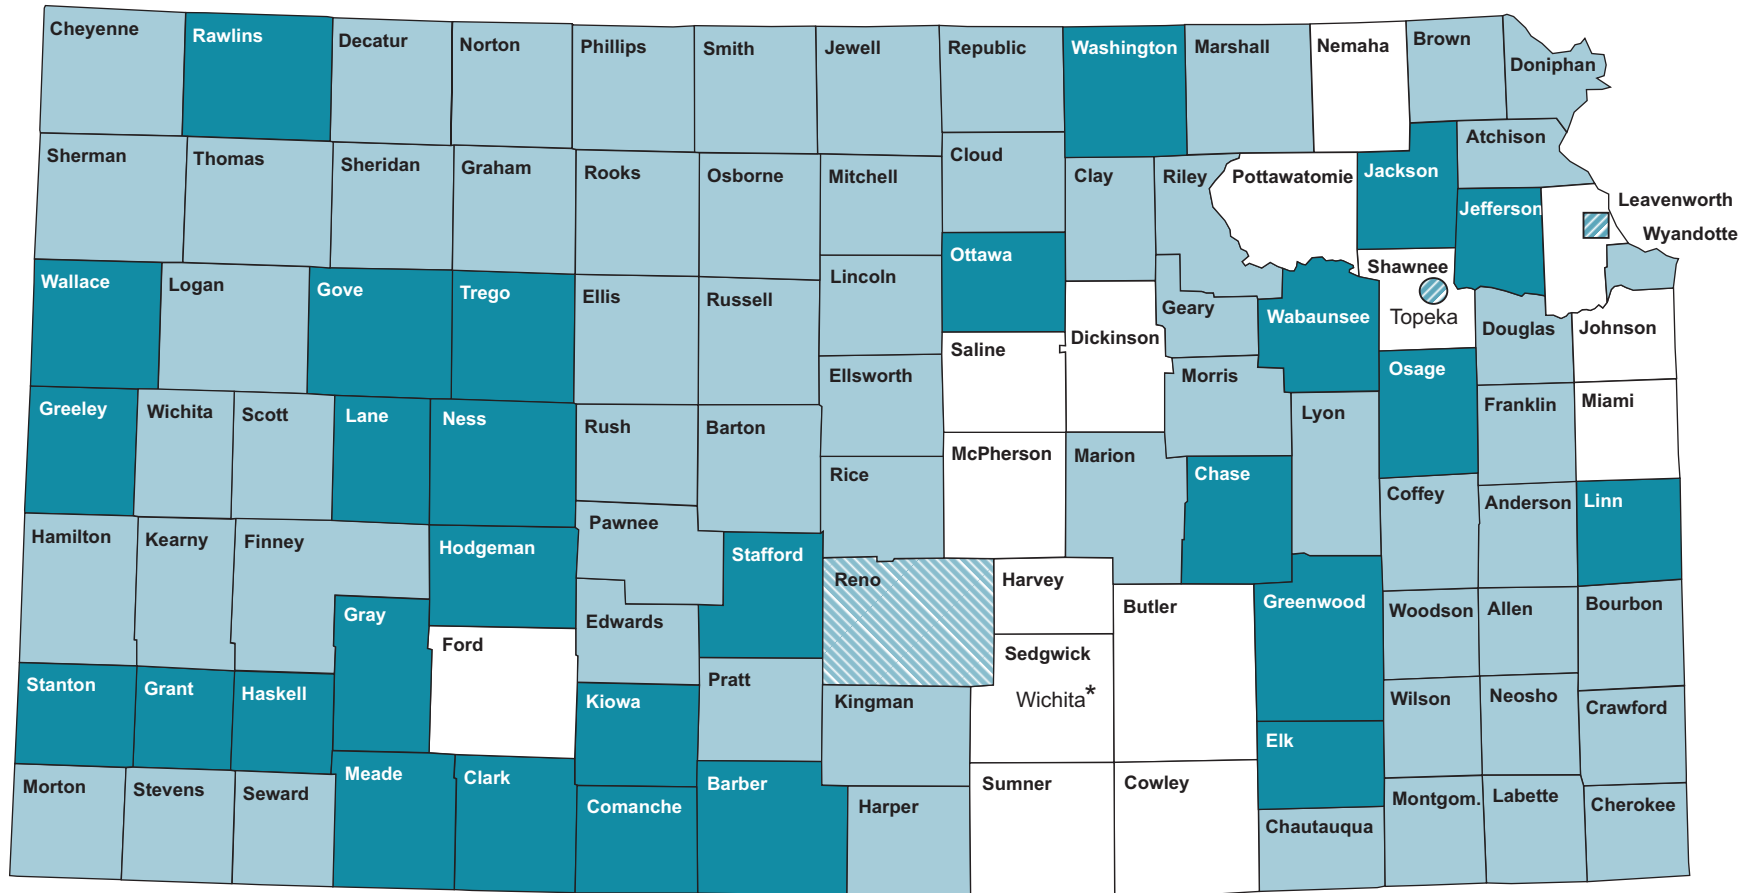 Cheyenne
Rawlins
Decatur
Norton
Phillips
Smith
Jewell
Republic
Washington
Marshall
Nemaha
Brown
Doniphan
Sherman
Thomas
Sheridan
Graham
Rooks
Osborne
Mitchell
Cloud
Clay
Riley
Pottawatomie
Jackson
Atchison
Jefferson
Leavenworth
Wyandotte
Wallace
Logan
Gove
Trego
Ellis
Russell
Lincoln
Ottawa
Geary
Wabaunsee
Shawnee
Topeka
Douglas
Johnson
Saline
Dickinson
Greeley
Wichita
Scott
Lane
Ness
Rush
Barton
Ellsworth
Morris
Lyon
Osage
Franklin
Miami
Rice
McPherson
Marion
Chase
Coffey
Anderson
Linn
Hamilton
Kearny
Finney
Hodgeman
Pawnee
Stafford
Reno
Harvey
Butler
Greenwood
Woodson
Allen
Bourbon
Gray
Ford
Edwards
Sedgwick
Wichita*
Stanton
Grant
Haskell
Kiowa
Pratt
Kingman
Elk
Wilson
Neosho
Crawford
Morton
Stevens
Seward
Meade
Clark
Comanche
Barber
Harper
Sumner
Cowley
Chautauqua
Montgom.
Labette
Cherokee